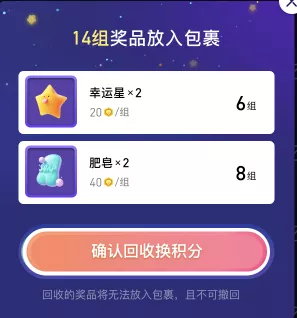 14组奖品放入包裹
幸运星×2
20/组
6组
肥皂×2
40/组
8组
确认回收换积分
回收的奖品将无法放入包裹，且不可撤回